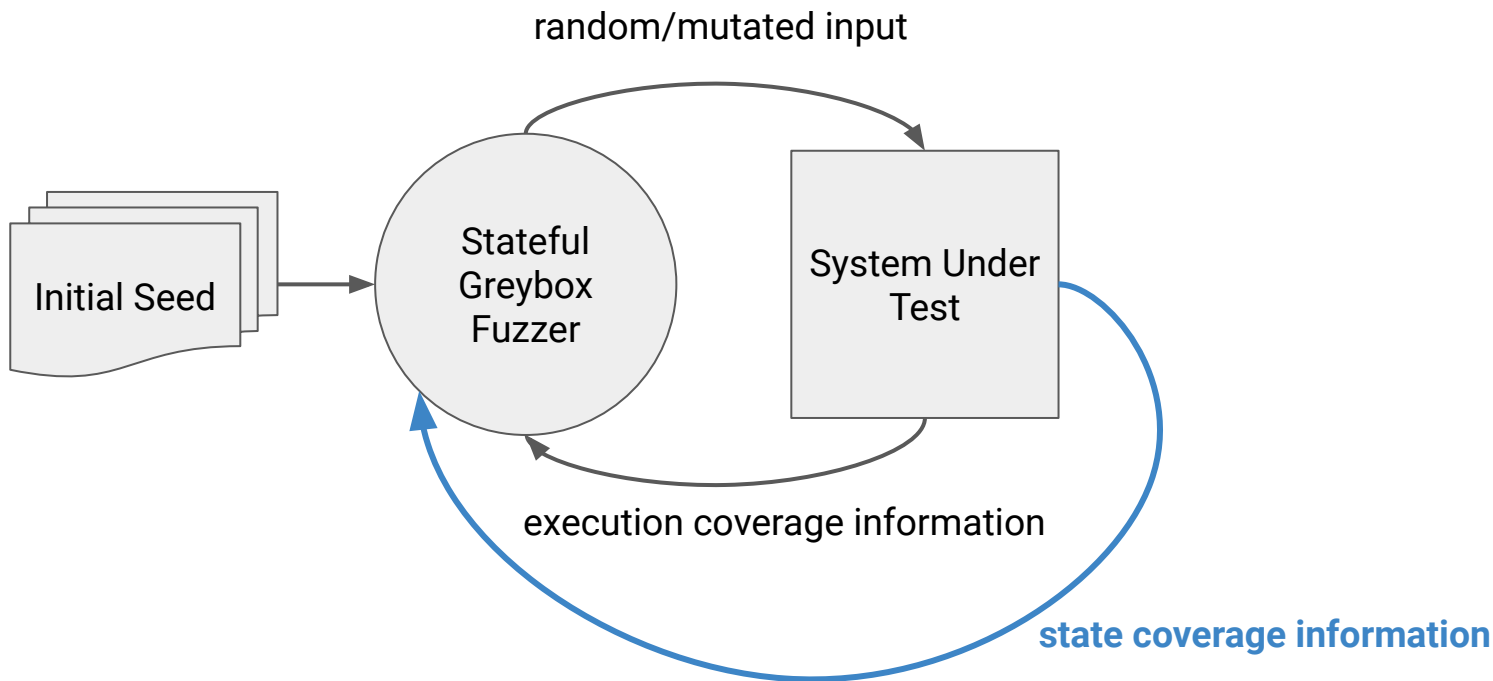 random/mutated input
Initial Seed
Stateful
Greybox
Fuzzer
System Under
Test
execution coverage information
state coverage information